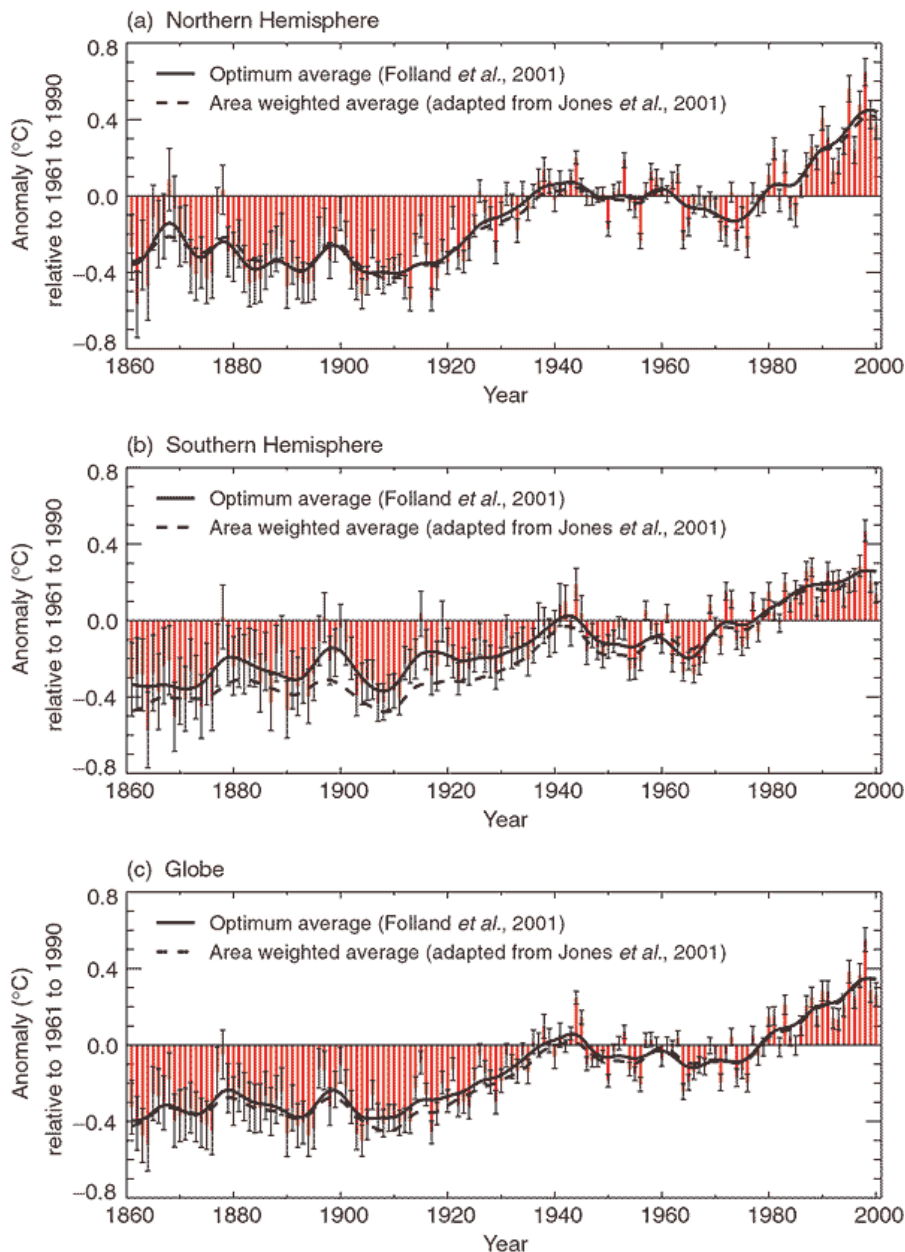 (a) Northern Hemisphere
0.8
Optimum average (Folland et al., 2001)
Area weighted average (adapted from Jones et al., 2001)
0.4
0.0
−0.4
−0.8
Anomaly (°C)
relative to 1961 to 1990
1860 1880 1900 1920 1940 1960 1980 2000
Year
(b) Southern Hemisphere
0.8
Optimum average (Folland et al., 2001)
Area weighted average (adapted from Jones et al., 2001)
0.4
0.0
−0.4
−0.8
Anomaly (°C)
relative to 1961 to 1990
1860 1880 1900 1920 1940 1960 1980 2000
Year
(c) Globe
0.8
Optimum average (Folland et al., 2001)
Area weighted average (adapted from Jones et al., 2001)
0.4
0.0
−0.4
−0.8
Anomaly (°C)
relative to 1961 to 1990
1860 1880 1900 1920 1940 1960 1980 2000
Year